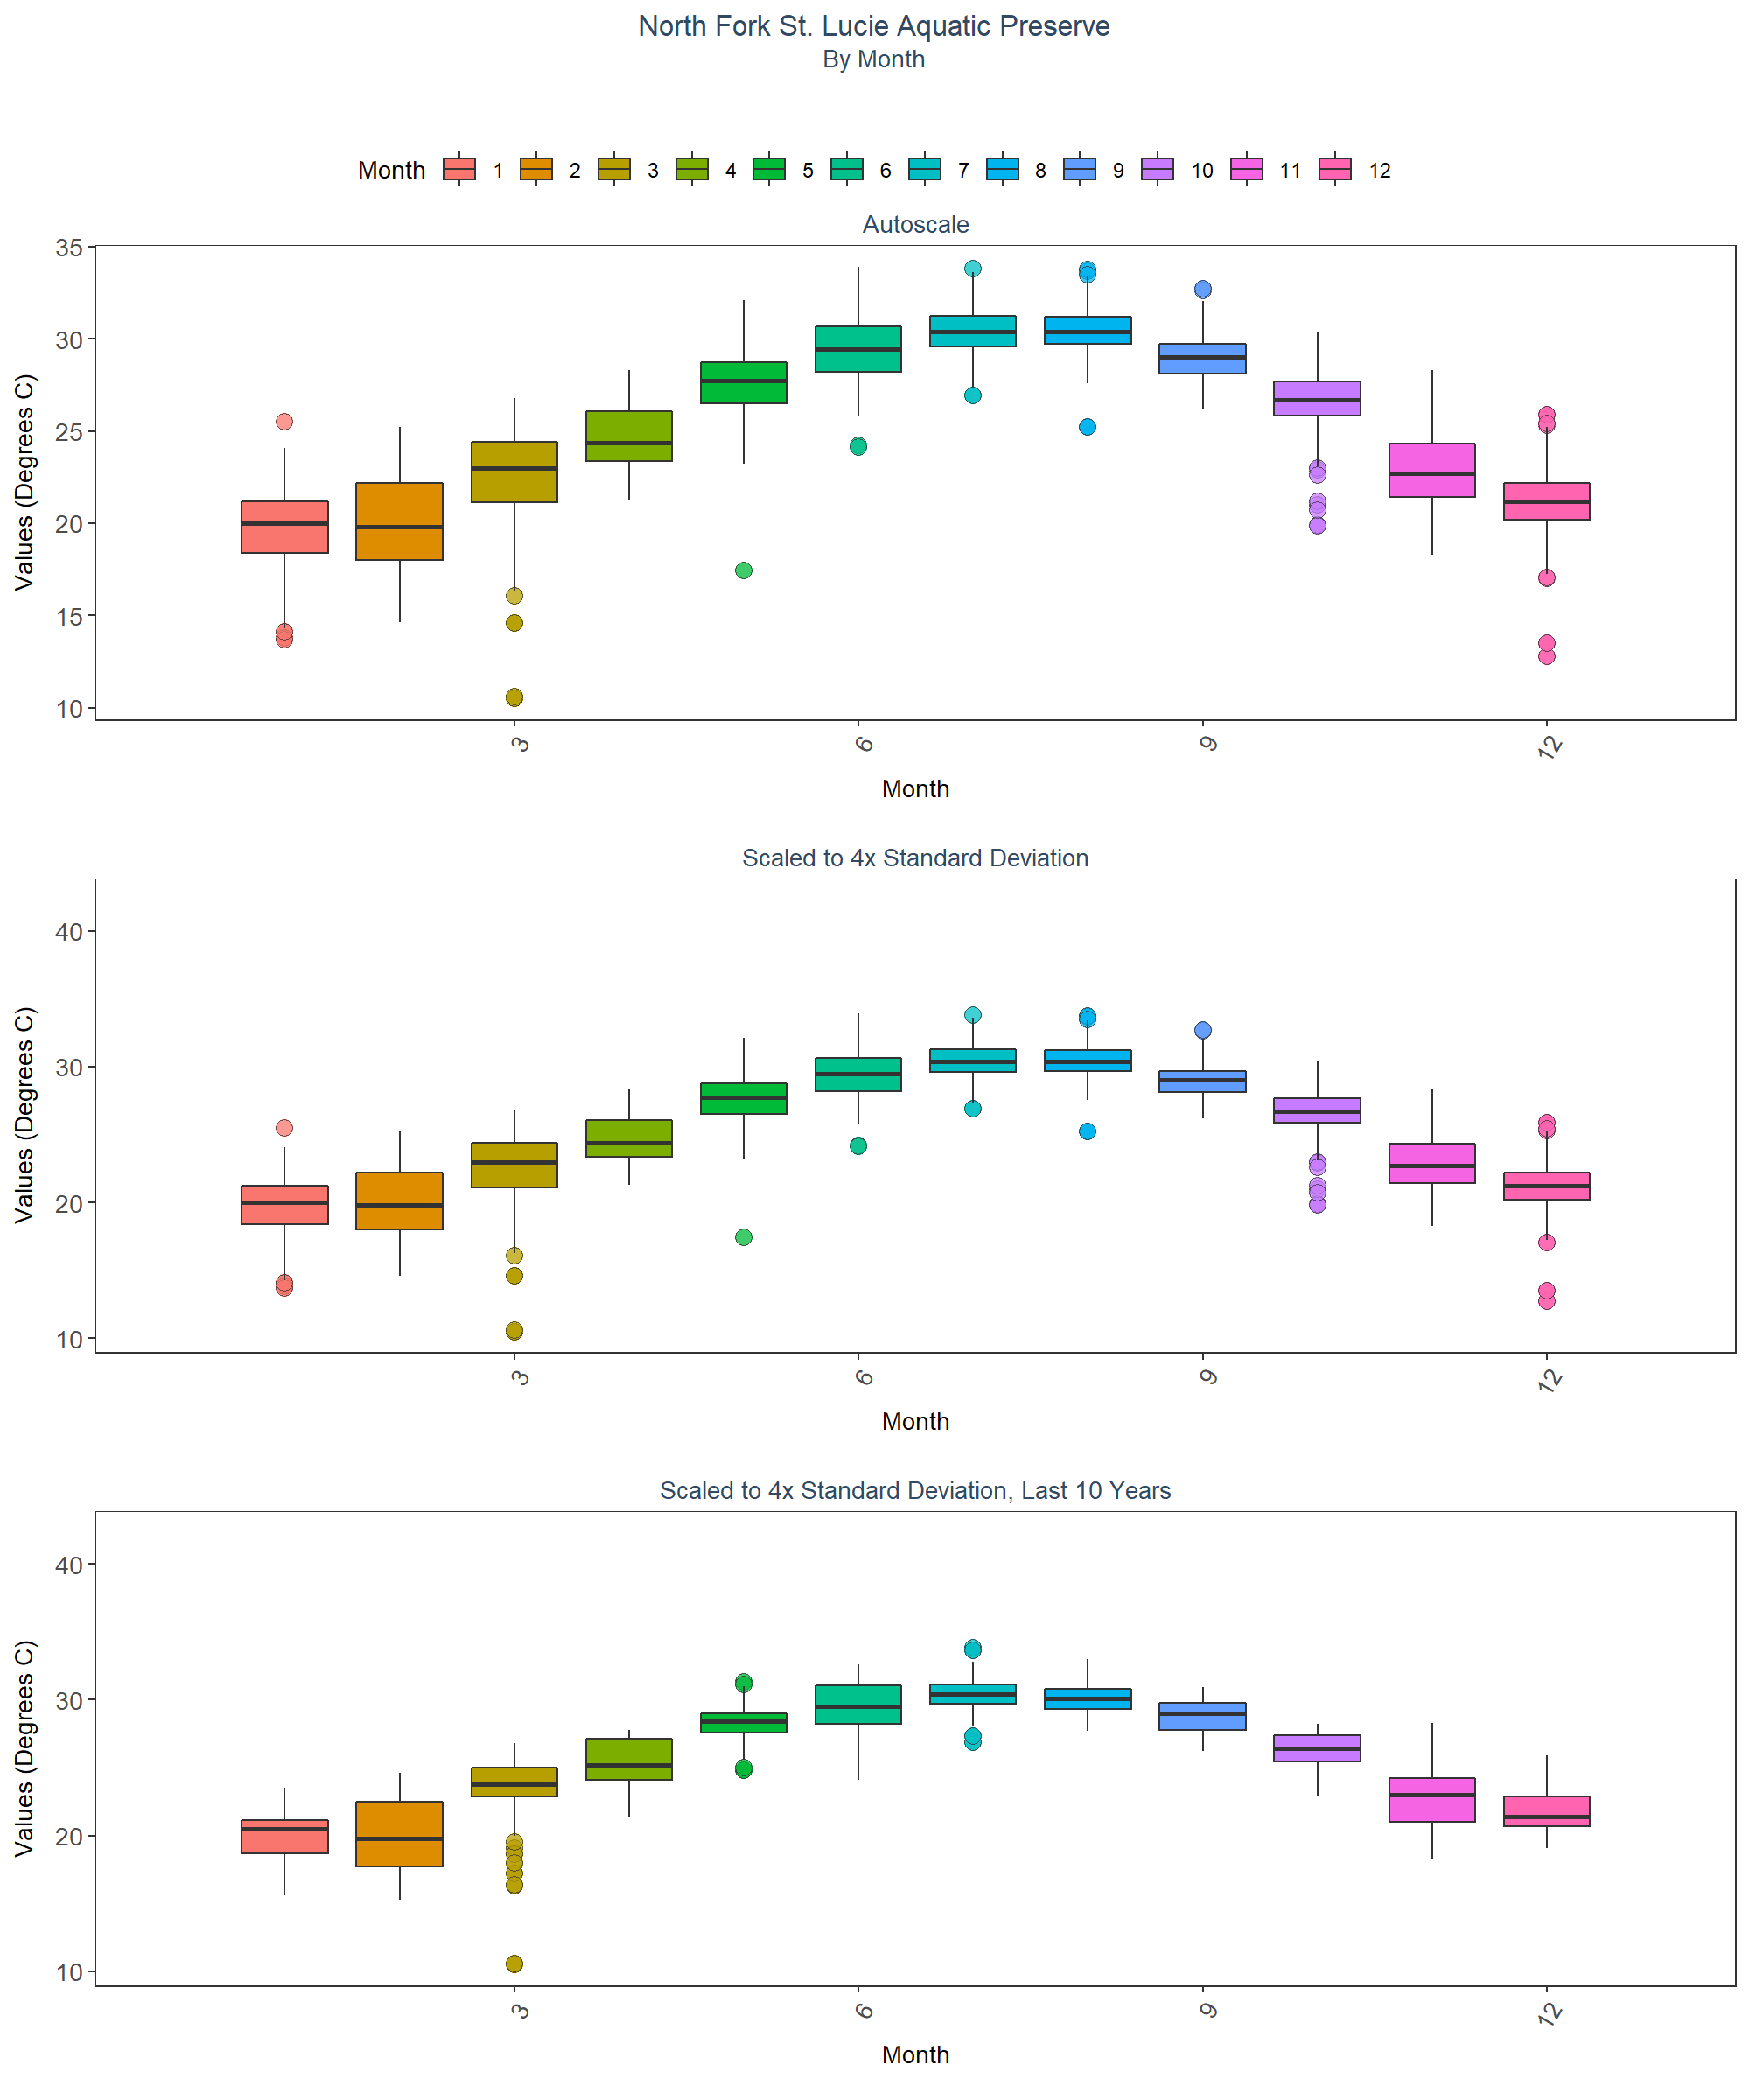 North Fork St. Lucie Aquatic Preserve
By Month
Month 1 2 3 4 5 6 7 8 9 10 11 12
Autoscale
Values (Degrees C)
35
30
25
20
15
10
3 6 9 12
Month
Scaled to 4x Standard Deviation
Values (Degrees C)
40
30
20
10
3 6 9 12
Month
Scaled to 4x Standard Deviation, Last 10 Years
Values (Degrees C)
40
30
20
10
3 6 9 12
Month